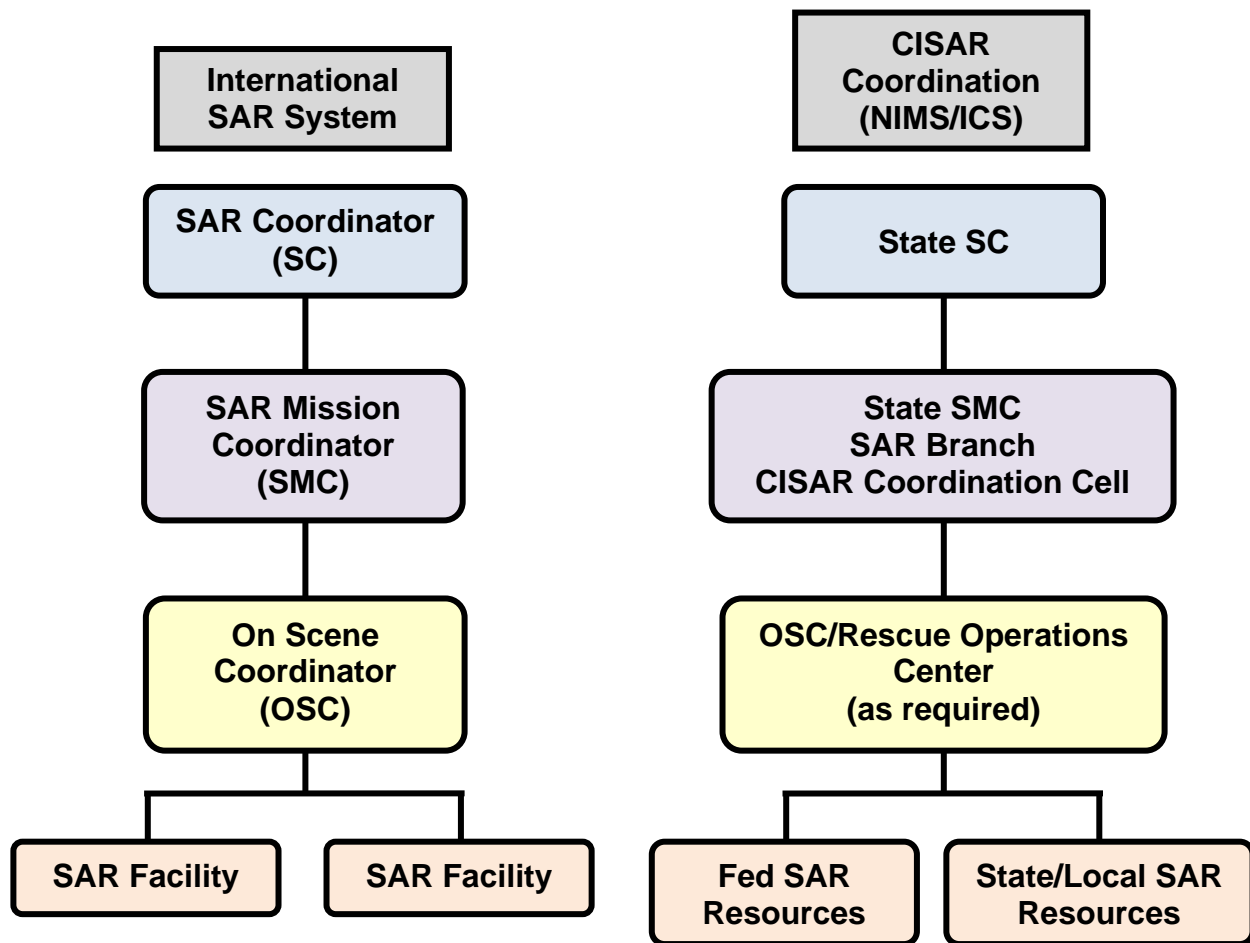 International
SAR System
SAR Coordinator
(SC)
SAR Mission
Coordinator
(SMC)
On Scene
Coordinator
(OSC)
SAR Facility
SAR Facility
CISAR
Coordination
(NIMS/ICS)
State SC
State SMC
SAR Branch
CISAR Coordination Cell
OSC/Rescue Operations
Center
(as required)
Fed SAR
Resources
State/Local SAR
Resources